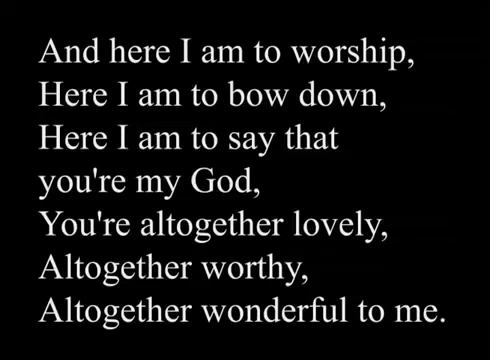 And here I am to worship,
Here I am to bow down,
Here I am to say that
you're my God,
You're altogether lovely,
Altogether worthy,
Altogether wonderful to me.